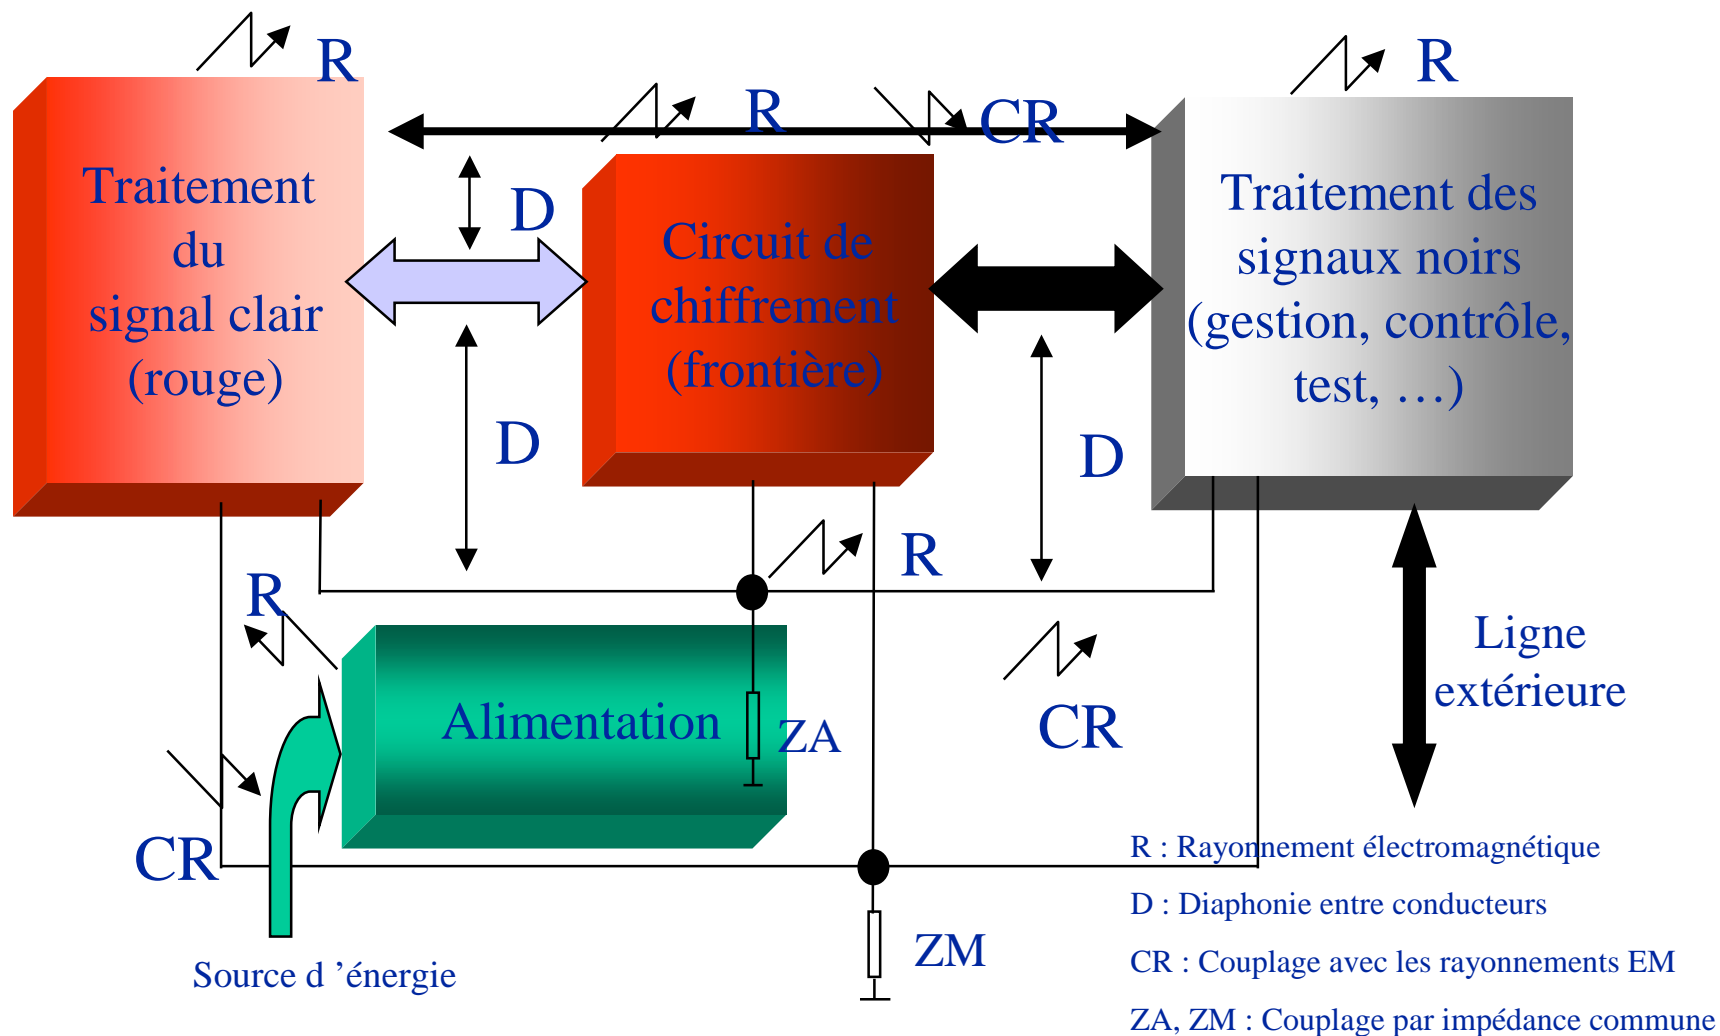 R
R
CR
R
Traitement
du
signal clair
(rouge)
D
Circuit de
chiffrement
(frontière)
Traitement des
signaux noirs
(gestion, contrôle,
test, …)
D
D
R
R
Alimentation
ZA
CR
Ligne
extérieure
CR
ZM
Source d ’énergie
R : Rayonnement électromagnétique
D : Diaphonie entre conducteurs
CR : Couplage avec les rayonnements EM
ZA, ZM : Couplage par impédance commune